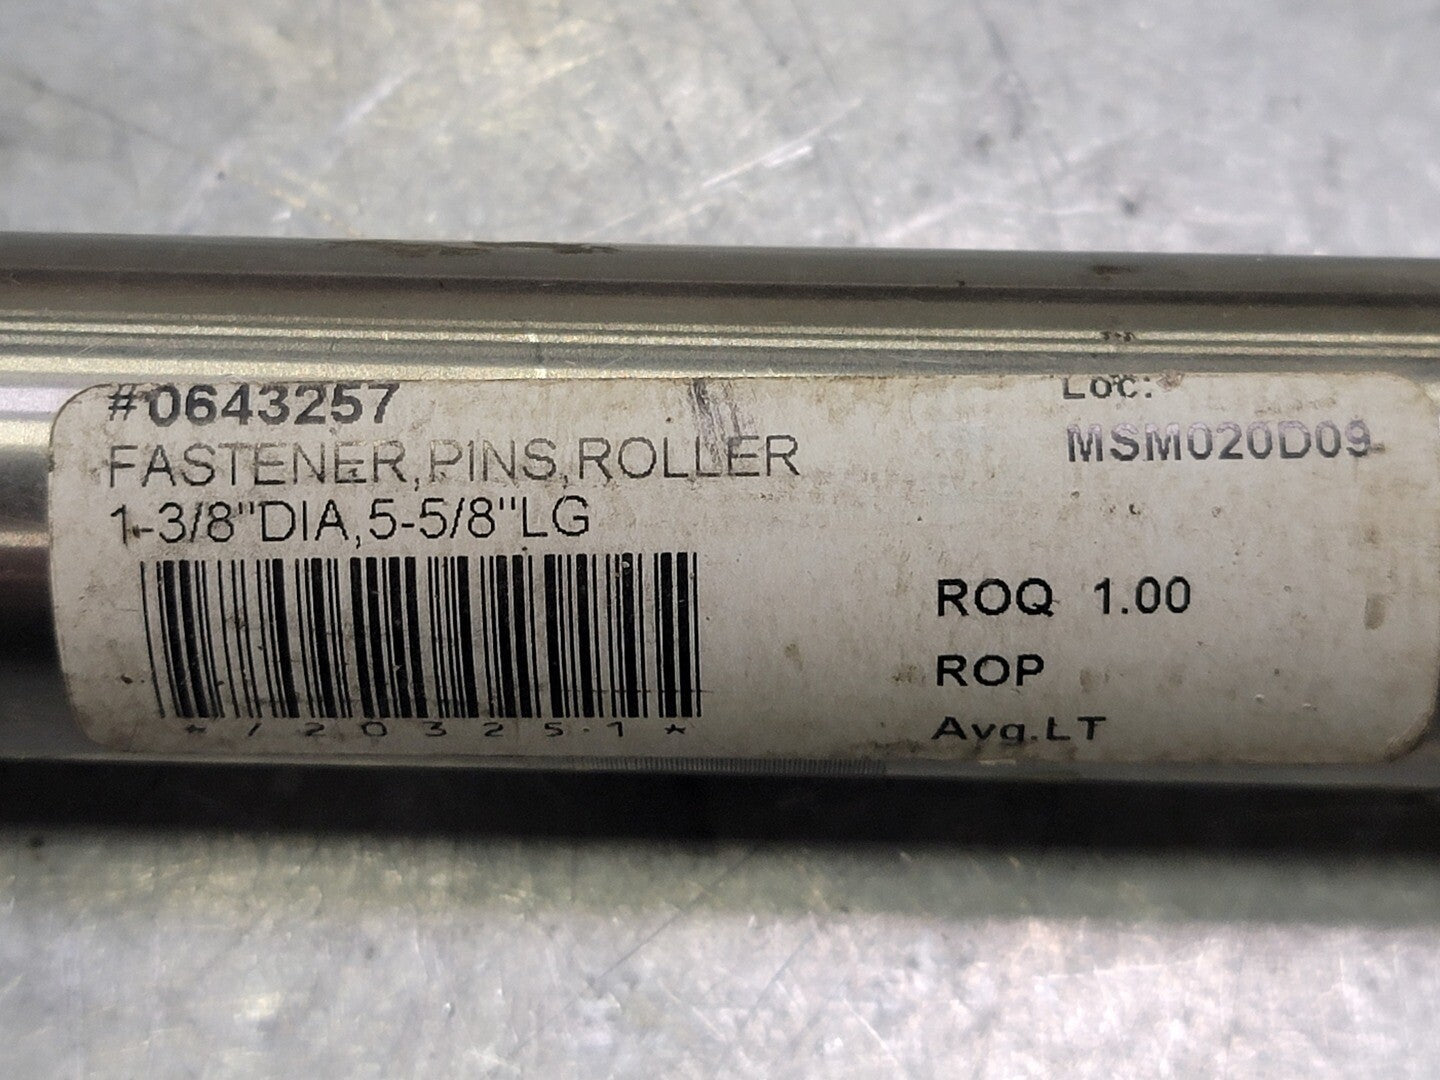 #0643257
Loc:
FASTENER,PINS,ROLLER
MSM020D09
1-3/8"DIA,5-5/8"LG
ROQ 1.00
ROP
*7203251*
Avg.LT